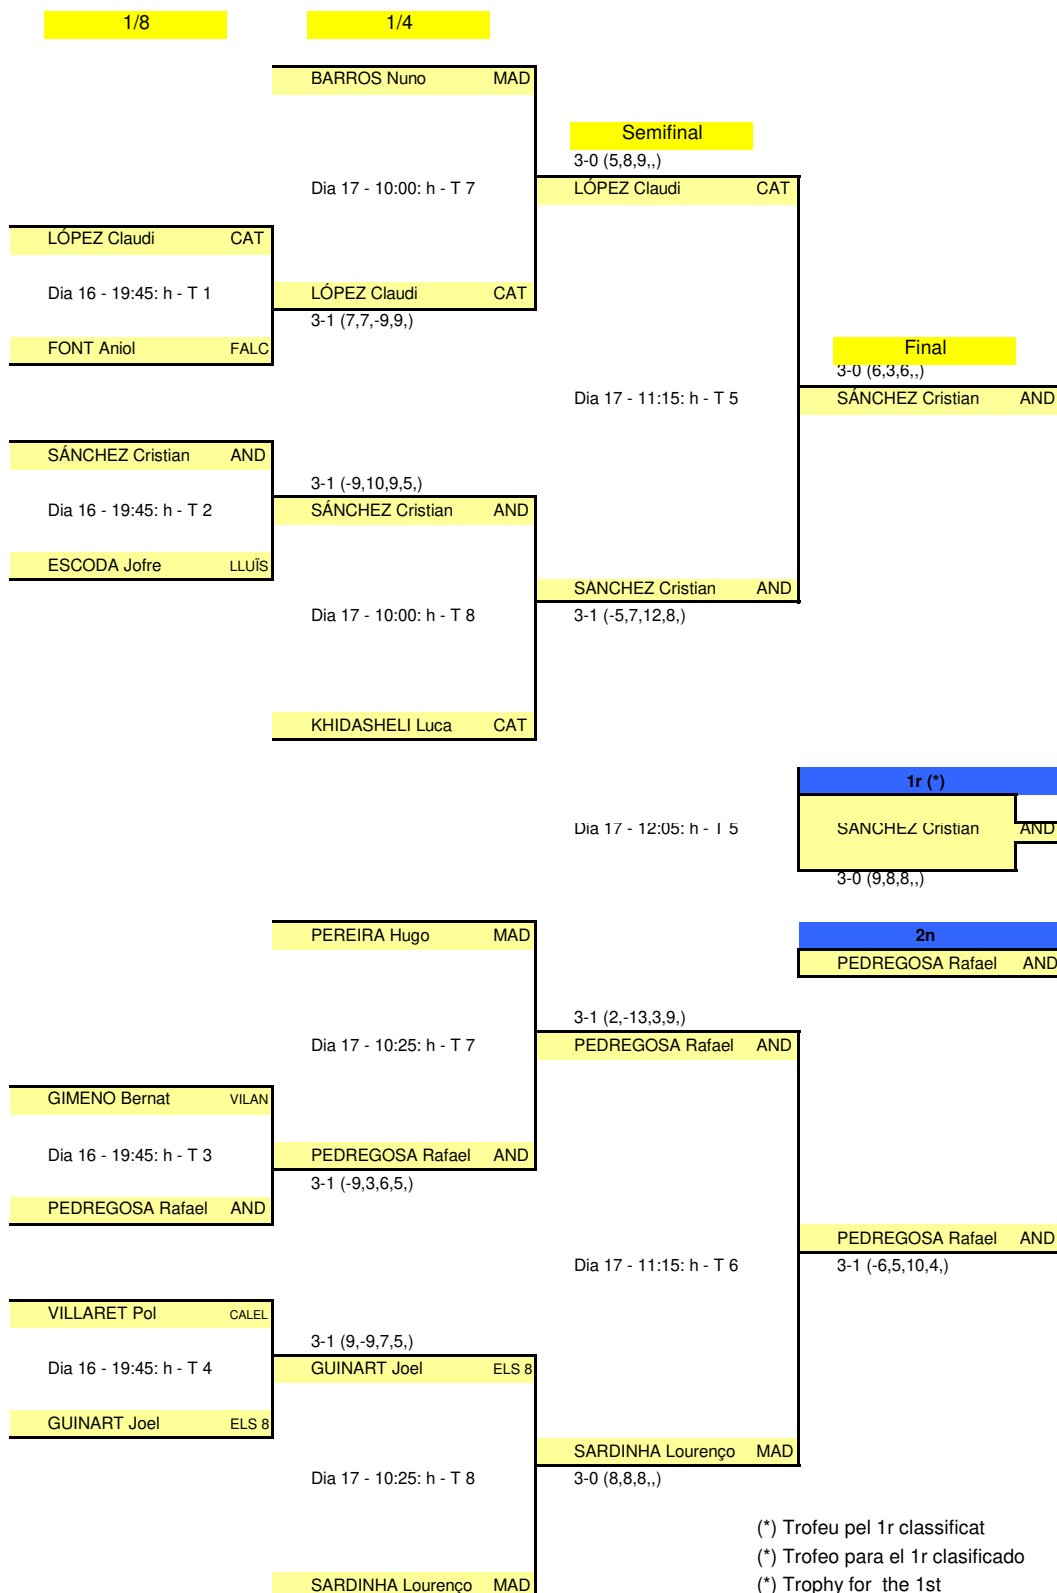 1/8 1/4
BARROS Nuno MAD
Semifinal
3-0 (5,8,9,,)
Dia 17 - 10:00: h - T 7 LÓPEZ Claudi CAT
LÓPEZ Claudi CAT
Dia 16 - 19:45: h - T 1 LÓPEZ Claudi CAT
3-1 (7,7,-9,9,)
FONT Aniol FALC Final
3-0 (6,3,6,,)
Dia 17 - 11:15: h - T 5 SÁNCHEZ Cristian AND
SÁNCHEZ Cristian AND
3-1 (-9,10,9,5,)
Dia 16 - 19:45: h - T 2 SÁNCHEZ Cristian AND
ESCODA Jofre LLUÏS
SÁNCHEZ Cristian AND
Dia 17 - 10:00: h - T 8 3-1 (-5,7,12,8,)
KHIDASHELI Luca CAT
1r (*)
Dia 17 - 12:05: h - T 5 SÁNCHEZ Cristian AND
3-0 (9,8,8,,)
PEREIRA Hugo MAD 2n
PEDREGOSA Rafael AND
3-1 (2,-13,3,9,)
Dia 17 - 10:25: h - T 7 PEDREGOSA Rafael AND
GIMENO Bernat VILAN
Dia 16 - 19:45: h - T 3 PEDREGOSA Rafael AND
3-1 (-9,3,6,5,)
PEDREGOSA Rafael AND
PEDREGOSA Rafael AND
Dia 17 - 11:15: h - T 6 3-1 (-6,5,10,4,)
VILLARET Pol CALEL
3-1 (9,-9,7,5,)
Dia 16 - 19:45: h - T 4 GUINART Joel ELS 8
GUINART Joel ELS 8
SARDINHA Lourenço MAD
Dia 17 - 10:25: h - T 8 3-0 (8,8,8,,)
(*) Trofeu pel 1r classificat
(*) Trofeo para el 1r clasificado
SARDINHA Lourenço MAD (*) Trophy for the 1st